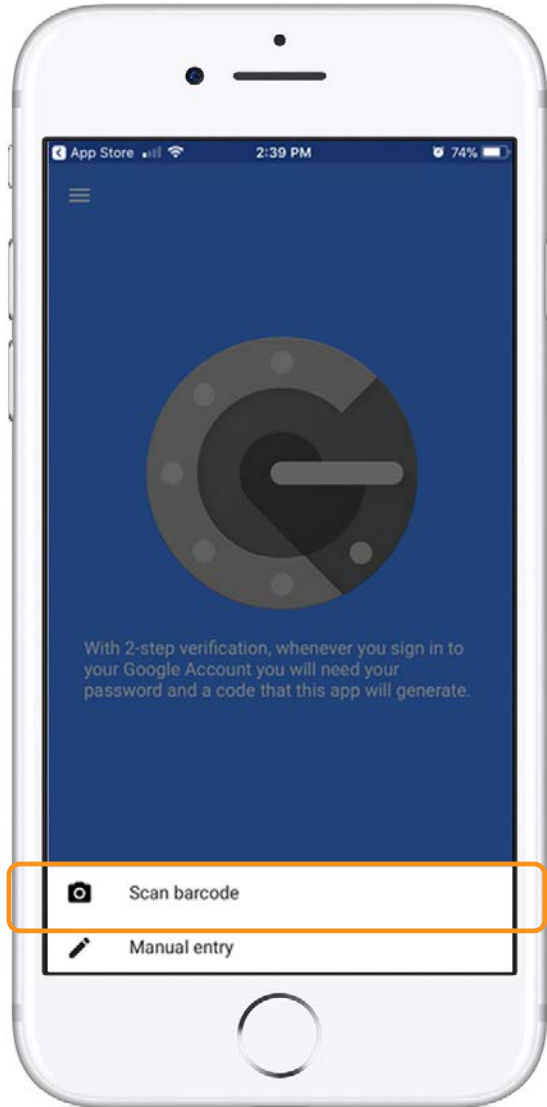 App Store 2:39 PM 74%
With 2-step verification, whenever you sign in to
your Google Account you will need your
password and a code that this app will generate.
Scan barcode
Manual entry